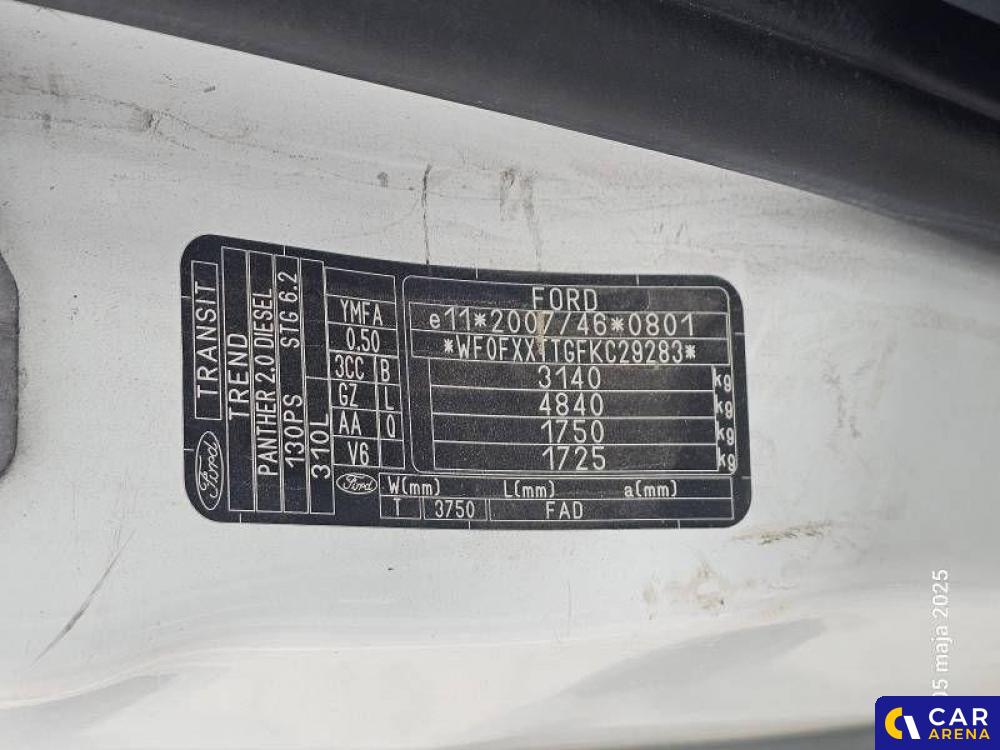 TRANSIT
Ford
TREND
PANTHER 2.0 DIESEL
130PS STG 6.2
310L
YMFA
0.50
3CC B
GZ L
AA Q
V6
FORD
e11*2007/46*0801
3140 kg
4840 kg
1750 kg
1725 kg
Ford
W(mm) L(mm) a(mm)
T 3750 FAD
05 maja 2025
CAR
ARENA